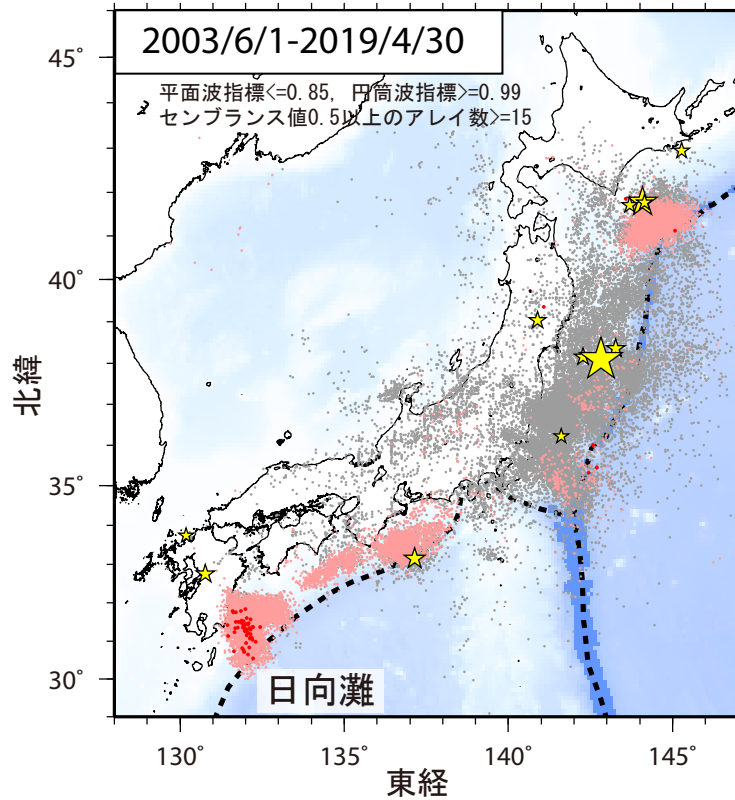 2003/6/1-2019/4/30
平面波指標<=0.85, 円筒波指標>=0.99
センブランス値0.5以上のアレイ数>=15
45°
40°
35°
30°
北緯
日向灘
130° 135° 140° 145°
東経